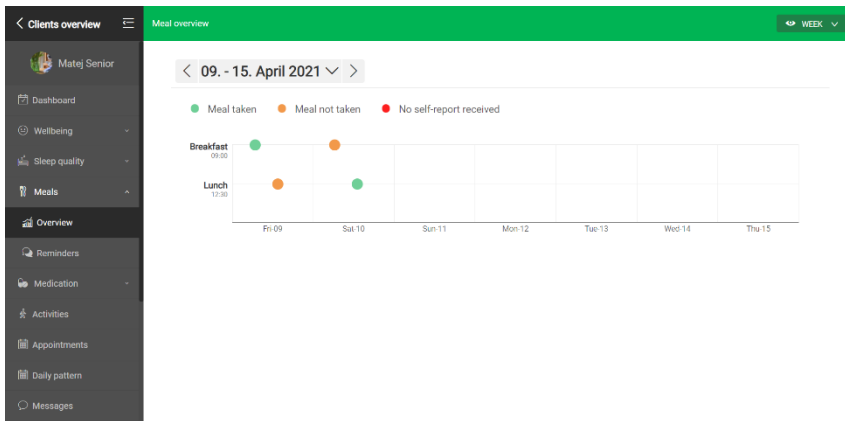 Clients overview
Meal overview
WEEK
Matej Senior
09. - 15. April 2021
Dashboard
Meal taken
Meal not taken
No self-report received
Wellbeing
Breakfast
09:00
Sleep quality
Lunch
12:30
Meals
Overview
Fri-09
Sat-10
Sun-11
Mon-12
Tue-13
Wed-14
Thu-15
Reminders
Medication
Activities
Appointments
Daily pattern
Messages